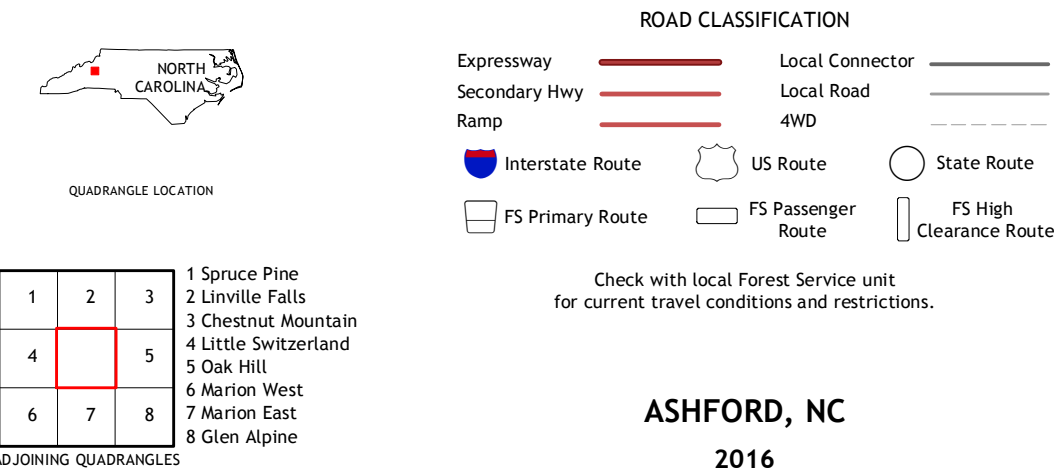 NORTH
CAROLINA
QUADRANGLE LOCATION
ROAD CLASSIFICATION
Expressway
Local Connector
Secondary Hwy
Local Road
Ramp
4WD
Interstate Route
US Route
State Route
FS Primary Route
FS Passenger
Route
FS High
Clearance Route
Check with local Forest Service unit
for current travel conditions and restrictions.
1 2 3
4 5
6 7 8
1 Spruce Pine
2 Linville Falls
3 Chestnut Mountain
4 Little Switzerland
5 Oak Hill
6 Marion West
7 Marion East
8 Glen Alpine
ADJOINING QUADRANGLES
ASHFORD, NC
2016